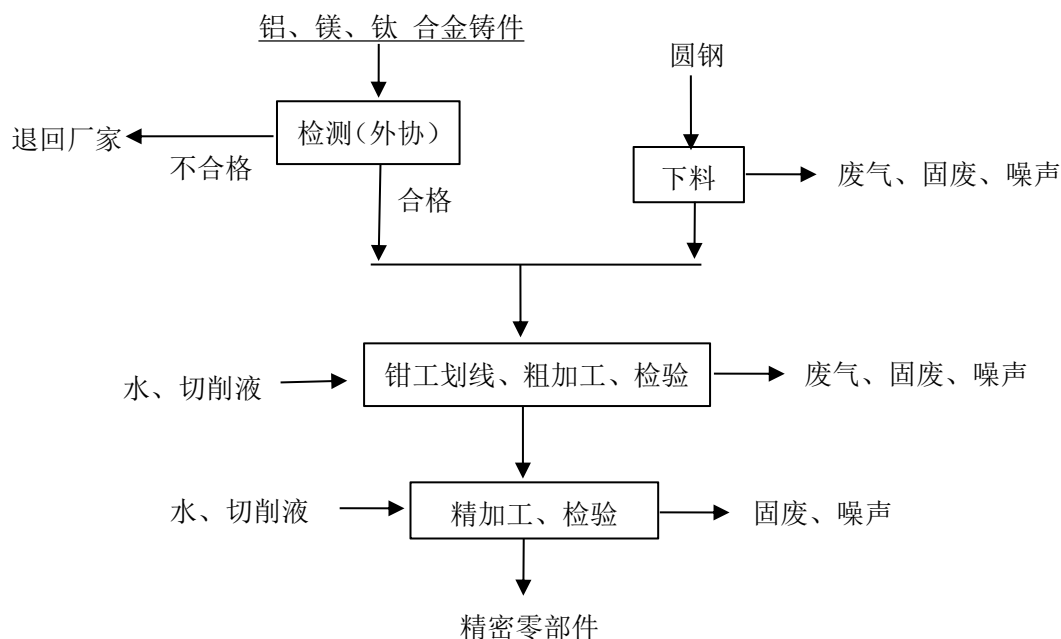 铝、镁、钛 合金铸件
圆钢
检测(外协)
退回厂家
不合格
合格
下料
废气、固废、噪声
水、切削液
钳工划线、粗加工、检验
废气、固废、噪声
水、切削液
精加工、检验
固废、噪声
精密零部件